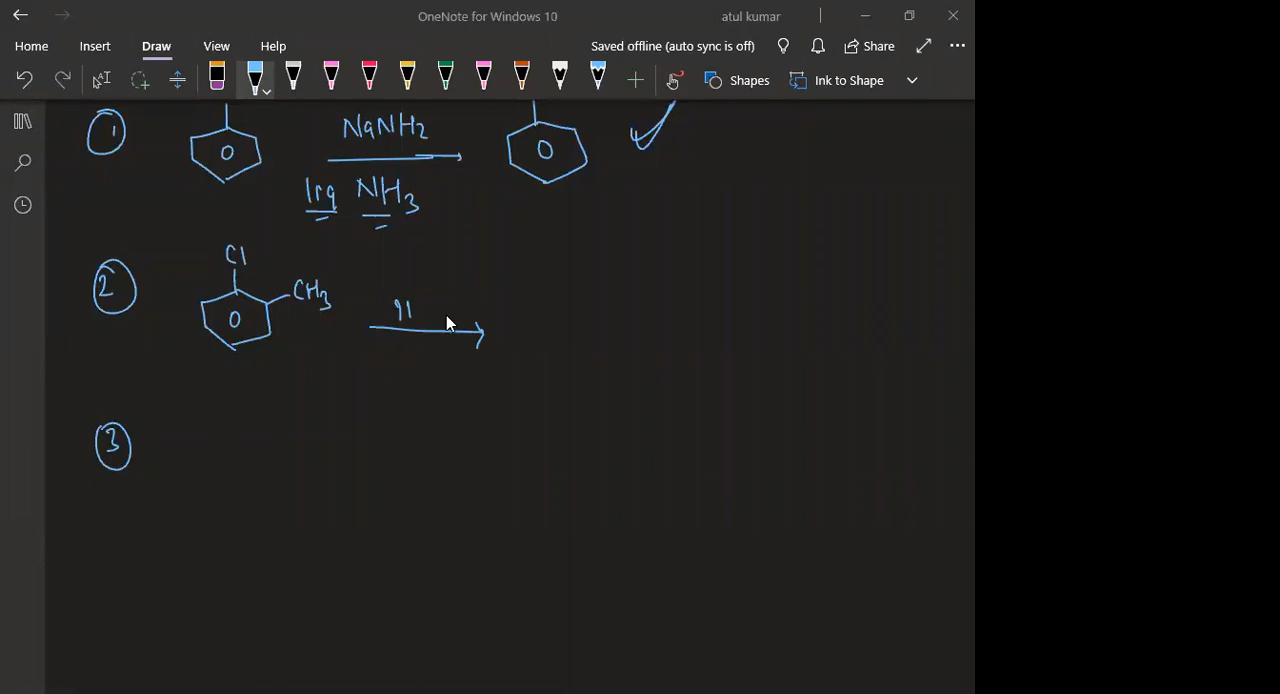 OneNote for Windows 10
atul kumar
Home Insert Draw View Help
Saved offline (auto sync is off)
Share
Shapes
Ink to Shape
1
NaNH2
liq NH3
2
Cl
CH3
3